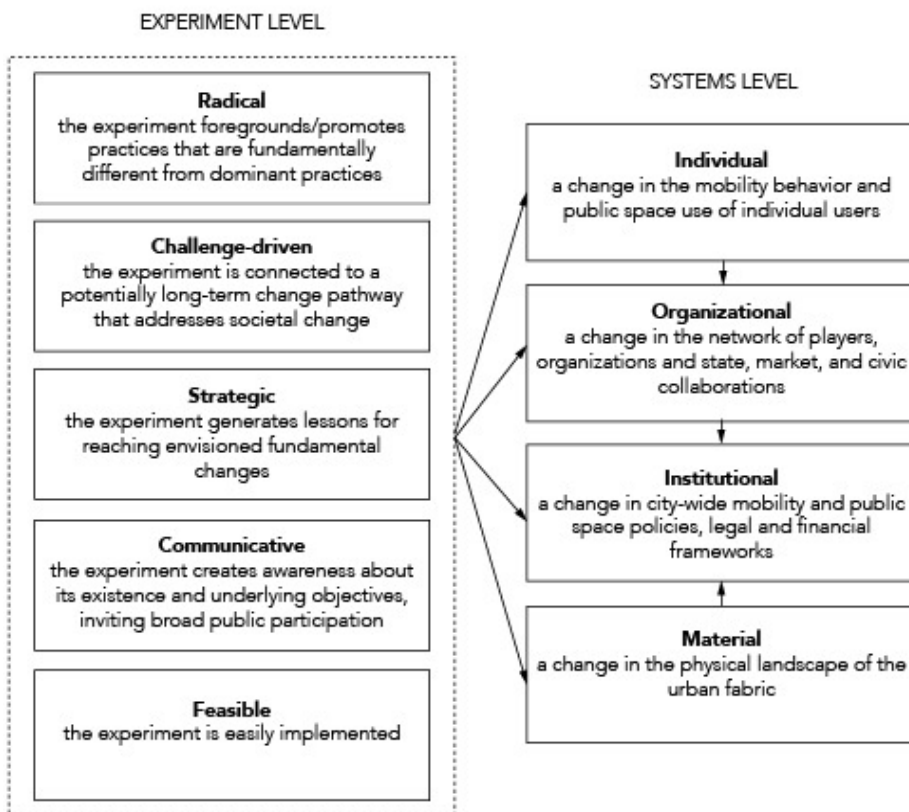 EXPERIMENT LEVEL
Radical
the experiment foregrounds/promotes
practices that are fundamentally
different from dominant practices
Challenge-driven
the experiment is connected to a
potentially long-term change pathway
that addresses societal change
Strategic
the experiment generates lessons for
reaching envisioned fundamental
changes
Communicative
the experiment creates awareness about
its existence and underlying objectives,
inviting broad public participation
Feasible
the experiment is easily implemented
SYSTEMS LEVEL
Individual
a change in the mobility behavior and
public space use of individual users
Organizational
a change in the network of players,
organizations and state, market, and civic
collaborations
Institutional
a change in city-wide mobility and public
space policies, legal and financial
frameworks
Material
a change in the physical landscape of the
urban fabric